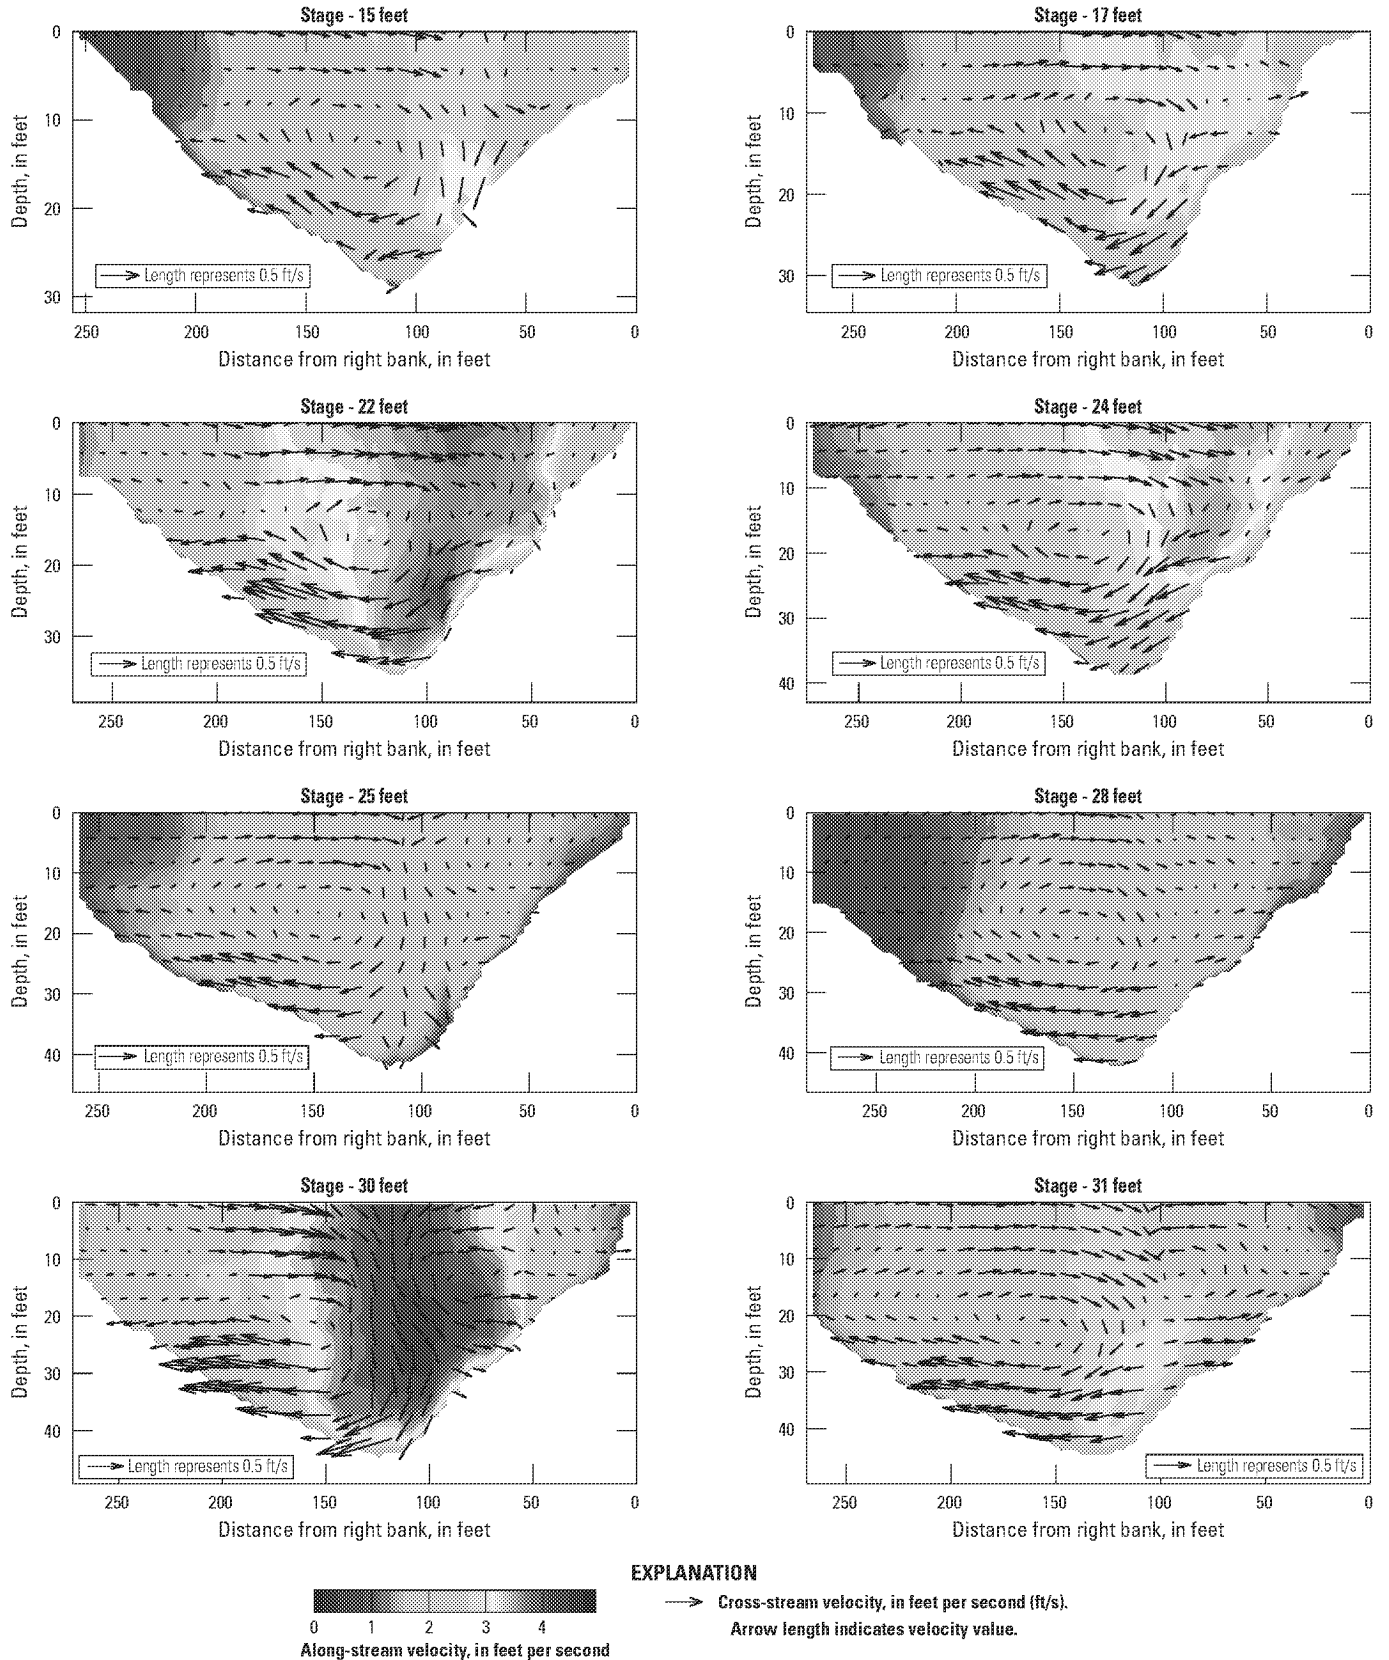 Stage - 15 feet
0
10
20
30
Depth, in feet
Length represents 0.5 ft/s
250 200 150 100 50 0
Distance from right bank, in feet
Stage - 17 feet
0
10
20
30
Depth, in feet
Length represents 0.5 ft/s
250 200 150 100 50 0
Distance from right bank, in feet
Stage - 22 feet
0
10
20
30
Depth, in feet
Length represents 0.5 ft/s
250 200 150 100 50 0
Distance from right bank, in feet
Stage - 24 feet
0
10
20
30
40
Depth, in feet
Length represents 0.5 ft/s
250 200 150 100 50 0
Distance from right bank, in feet
Stage - 25 feet
0
10
20
30
40
Depth, in feet
Length represents 0.5 ft/s
250 200 150 100 50 0
Distance from right bank, in feet
Stage - 28 feet
0
10
20
30
40
Depth, in feet
Length represents 0.5 ft/s
250 200 150 100 50 0
Distance from right bank, in feet
Stage - 30 feet
0
10
20
30
40
Depth, in feet
Length represents 0.5 ft/s
250 200 150 100 50 0
Distance from right bank, in feet
Stage - 31 feet
0
10
20
30
40
Depth, in feet
Length represents 0.5 ft/s
250 200 150 100 50 0
Distance from right bank, in feet
EXPLANATION
0 1 2 3 4
Along-stream velocity, in feet per second
Cross-stream velocity, in feet per second (ft/s).
Arrow length indicates velocity value.